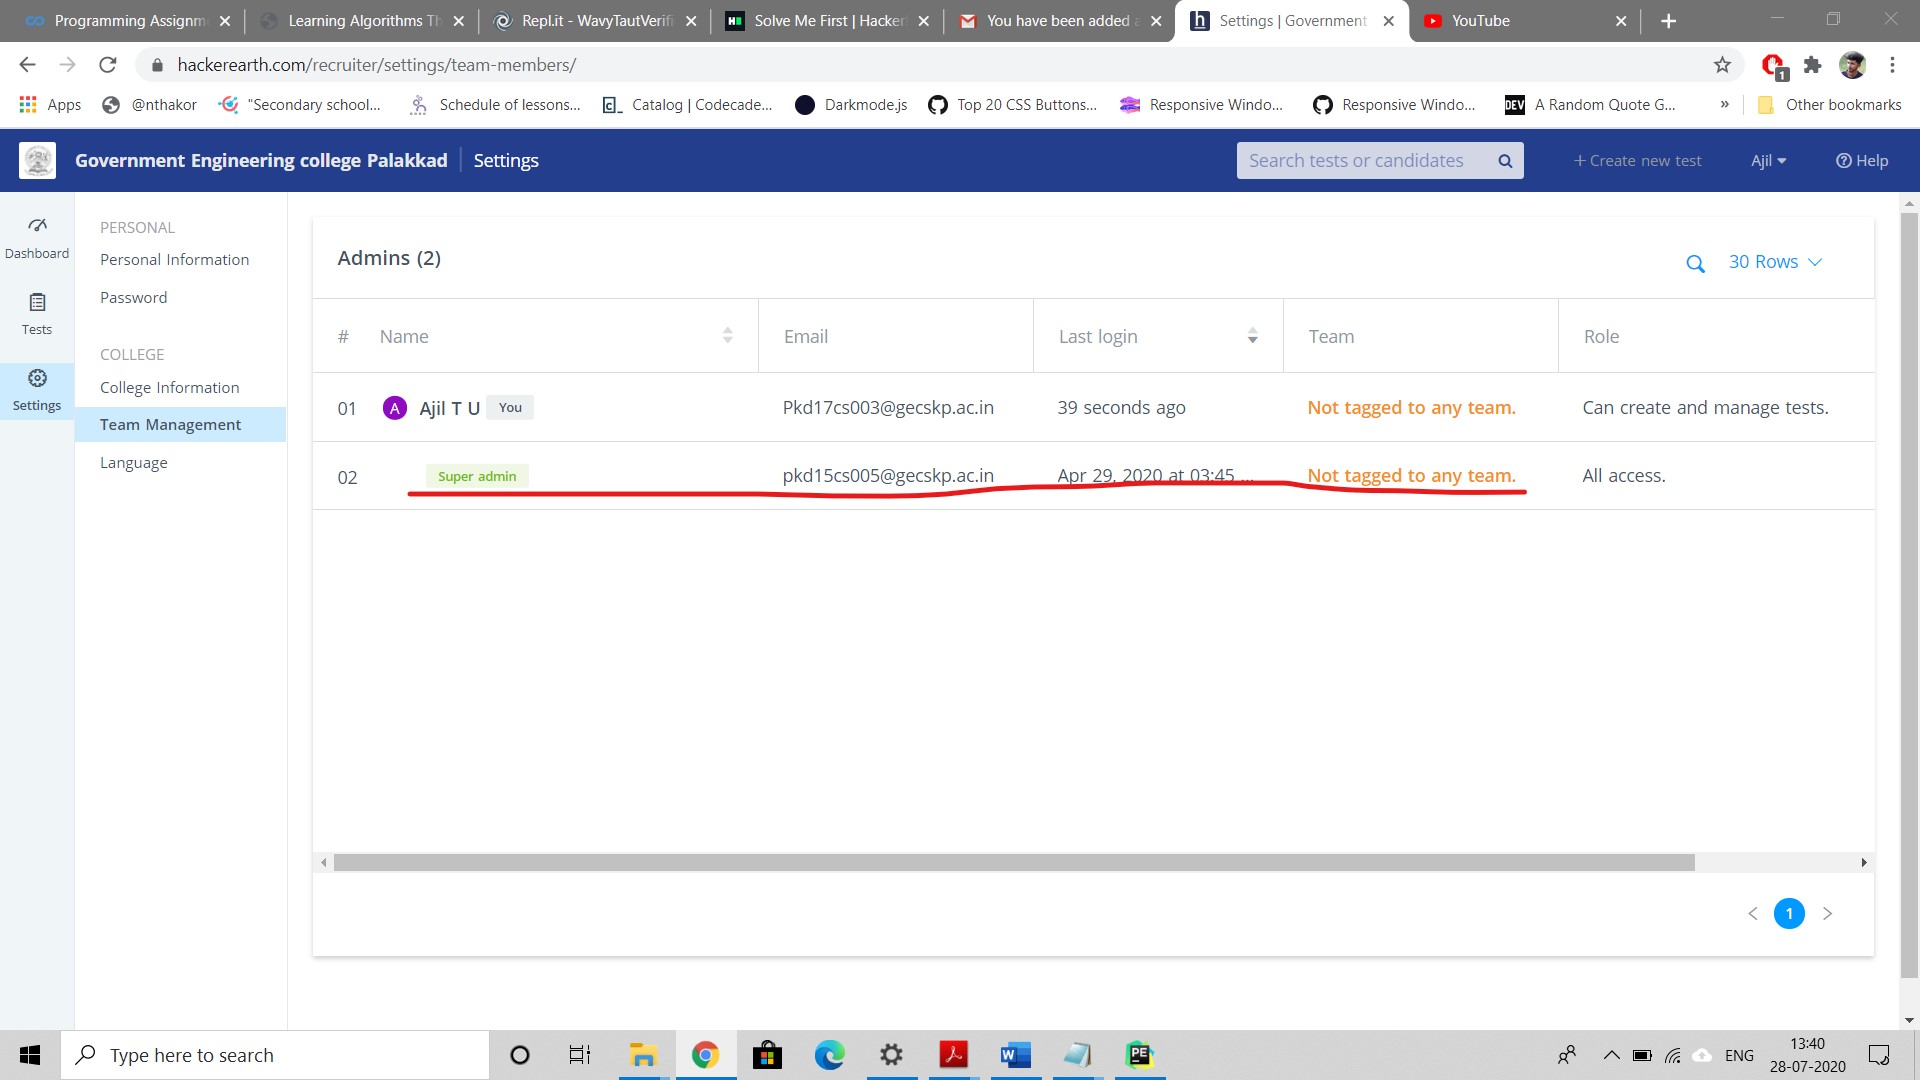 Programming Assignm
Learning Algorithms Th
Repl.it - WavyTautVerifi
Solve Me First | Hacker
You have been added a
Settings | Government
YouTube
hackerearth.com/recruiter/settings/team-members/
1
Apps
@nthakor
"Secondary school...
Schedule of lessons...
Catalog | Codecade...
Darkmode.js
Top 20 CSS Buttons...
Responsive Windo...
Responsive Windo...
DEV
A Random Quote G...
»
Other bookmarks
Government Engineering college Palakkad
Settings
Search tests or candidates
+ Create new test
Ajil
Help
Dashboard
Tests
Settings
PERSONAL
Personal Information
Password
COLLEGE
College Information
Team Management
Language
Admins (2)
30 Rows
# Name Email Last login Team Role
01 A Ajil T U You Pkd17cs003@gecskp.ac.in 39 seconds ago Not tagged to any team. Can create and manage tests.
02 Super admin pkd15cs005@gecskp.ac.in Apr 29, 2020 at 03:45 ... Not tagged to any team. All access.
1
Type here to search
ENG
13:40
28-07-2020